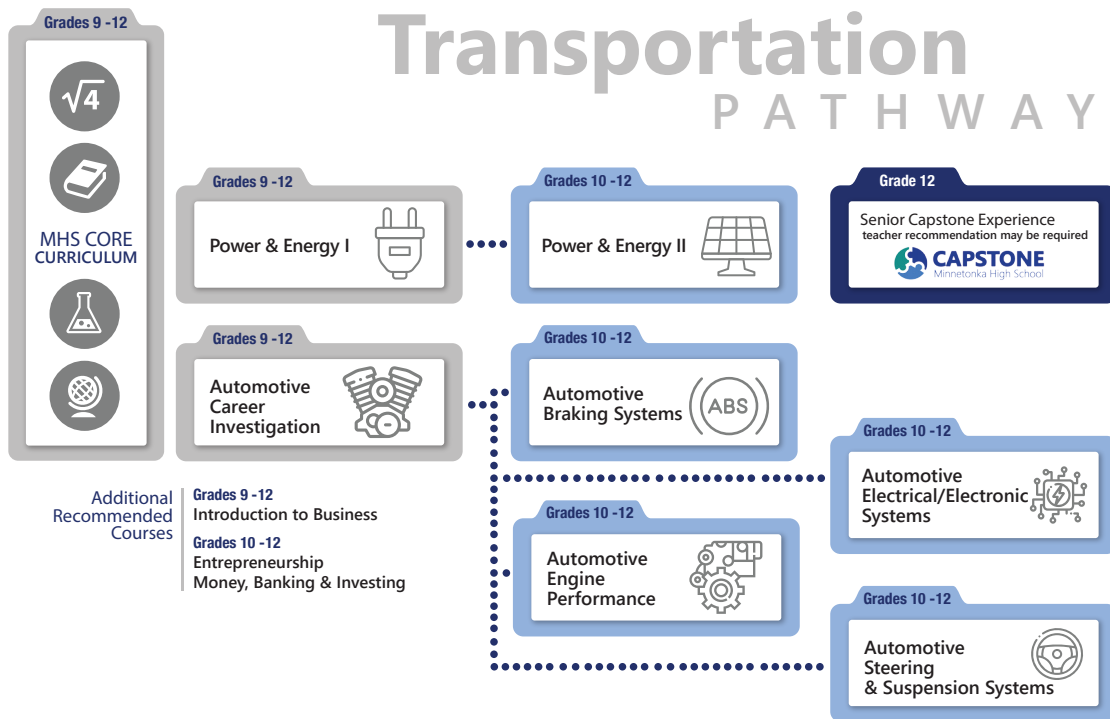 Transportation
PATHWAY
Grades 9 -12
√4
MHS CORE
CURRICULUM
Grades 9 -12
Power & Energy I
Grades 10 -12
Power & Energy II
Grade 12
Senior Capstone Experience
teacher recommendation may be required
CAPSTONE
Minnetonka High School
Grades 9 -12
Automotive
Career
Investigation
Grades 10 -12
Automotive
Braking Systems
ABS
Grades 10 -12
Automotive
Electrical/Electronic
Systems
Grades 10 -12
Automotive
Engine
Performance
Grades 10 -12
Automotive
Steering
& Suspension Systems
Additional
Recommended
Courses
Grades 9 -12
Introduction to Business
Grades 10 -12
Entrepreneurship
Money, Banking & Investing